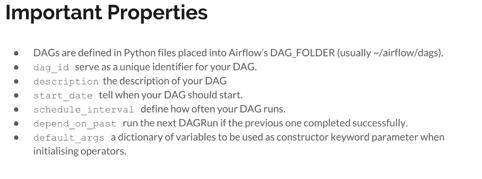 Important Properties
● DAGs are defined in Python files placed into Airflow's DAG_FOLDER (usually ~/airflow/dags).
● dag_id serve as a unique identifier for your DAG.
● description the description of your DAG
● start_date tell when your DAG should start.
● schedule_interval define how often your DAG runs.
● depend_on_past run the next DAGRun if the previous one completed successfully.
● default_args a dictionary of variables to be used as constructor keyword parameter when
initialising operators.